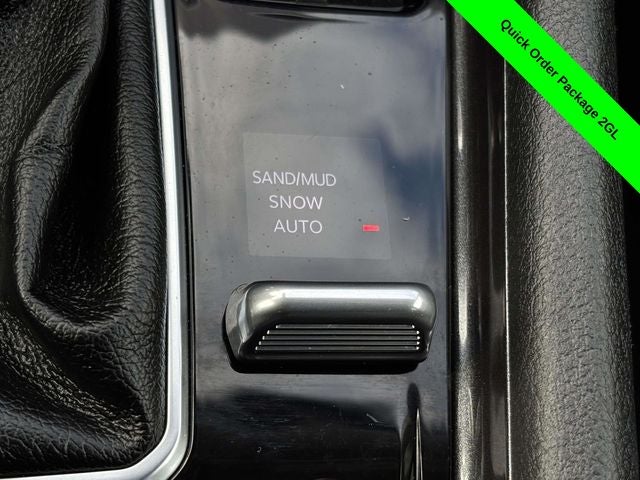 Quick Order Package 2GL
SAND/MUD
SNOW
AUTO